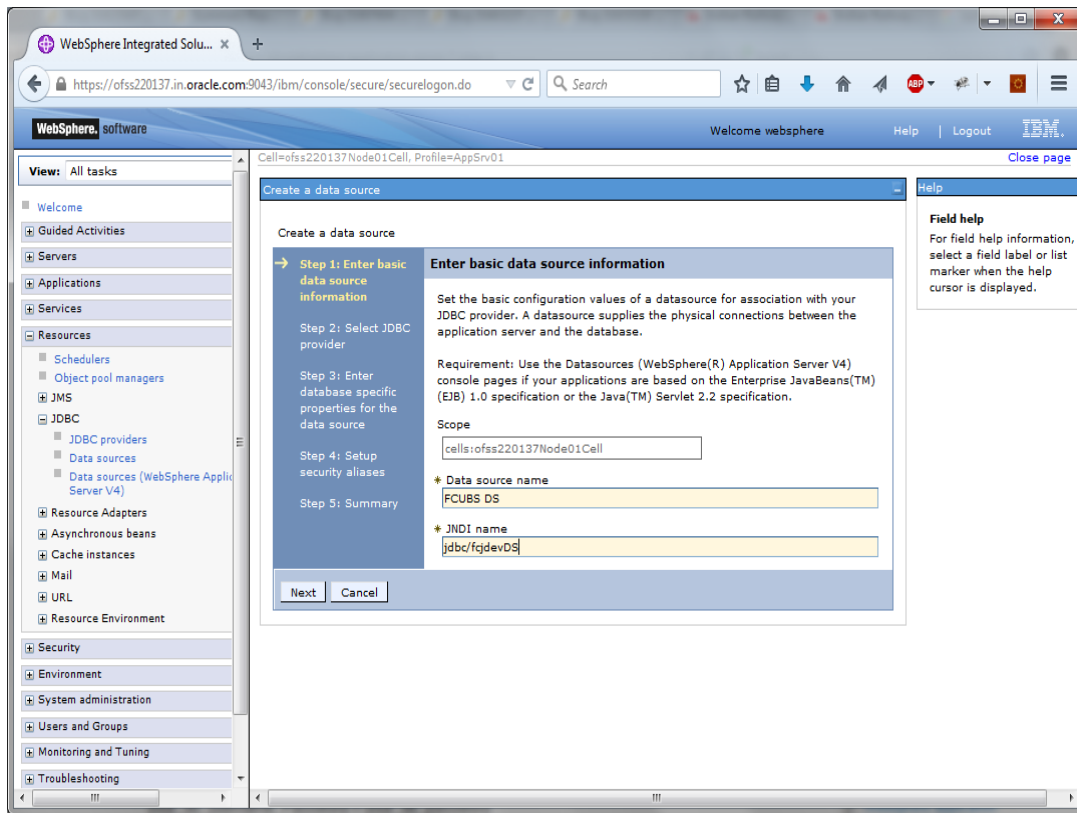 WebSphere Integrated Solu... ×
+
https://ofss220137.in.oracle.com:9043/ibm/console/secure/securelogon.do
Search
ABP
WebSphere. software
Welcome websphere
Help | Logout
IBM.
View: All tasks
Welcome
Guided Activities
Servers
Applications
Services
Resources
Schedulers
Object pool managers
JMS
JDBC
JDBC providers
Data sources
Data sources (WebSphere Applic
Server V4)
Resource Adapters
Asynchronous beans
Cache instances
Mail
URL
Resource Environment
Security
Environment
System administration
Users and Groups
Monitoring and Tuning
Troubleshooting
Cell=ofss220137Node01Cell, Profile=AppSrv01
Close page
Create a data source
Create a data source
Step 1: Enter basic
data source
information
Step 2: Select JDBC
provider
Step 3: Enter
database specific
properties for the
data source
Step 4: Setup
security aliases
Step 5: Summary
Enter basic data source information
Set the basic configuration values of a datasource for association with your
JDBC provider. A datasource supplies the physical connections between the
application server and the database.
Requirement: Use the Datasources (WebSphere(R) Application Server V4)
console pages if your applications are based on the Enterprise JavaBeans(TM)
(EJB) 1.0 specification or the Java(TM) Servlet 2.2 specification.
Scope
cells:ofss220137Node01Cell
* Data source name
FCUBS DS
* JNDI name
jdbc/fcjdevDS
Next
Cancel
Help
Field help
For field help information,
select a field label or list
marker when the help
cursor is displayed.